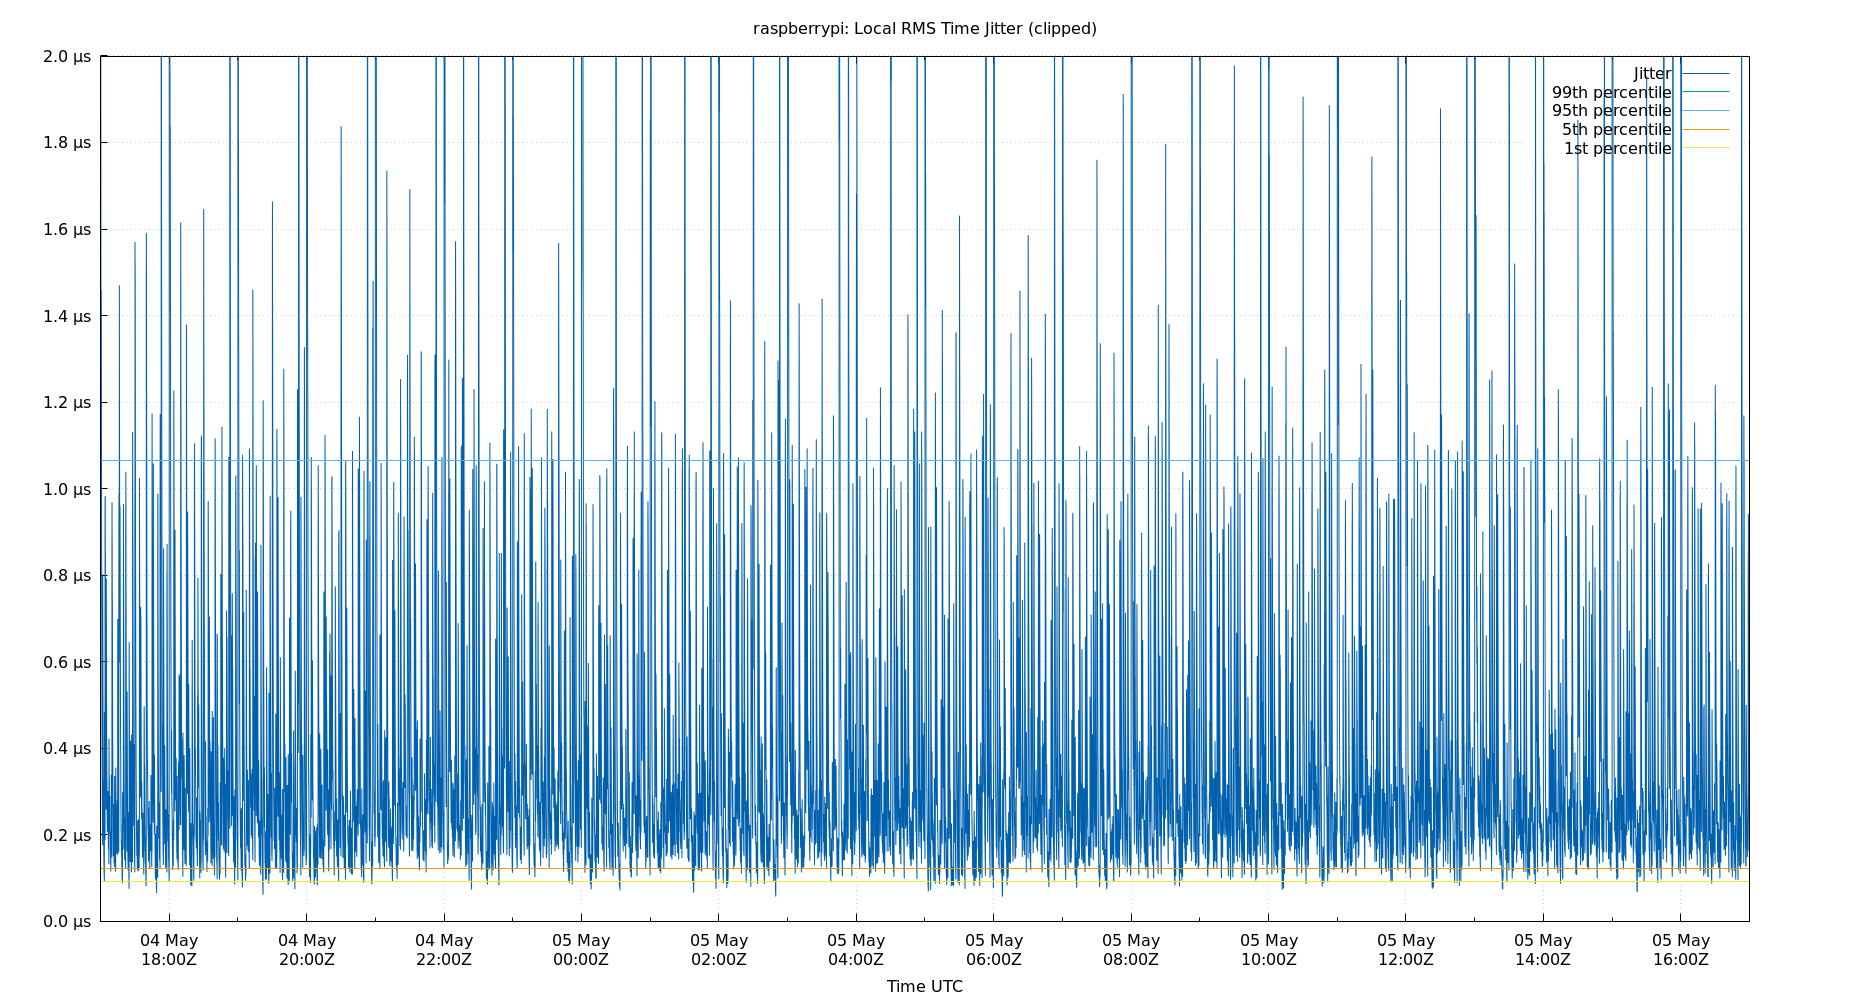 raspberrypi: Local RMS Time Jitter (clipped)
2.0 µs
1.8 µs
1.6 µs
1.4 µs
1.2 µs
1.0 µs
0.8 µs
0.6 µs
0.4 µs
0.2 µs
0.0 µs
Jitter
99th percentile
95th percentile
5th percentile
1st percentile
04 May 04 May 04 May 05 May 05 May 05 May 05 May 05 May 05 May 05 May 05 May 05 May
18:00Z 20:00Z 22:00Z 00:00Z 02:00Z 04:00Z 06:00Z 08:00Z 10:00Z 12:00Z 14:00Z 16:00Z
Time UTC